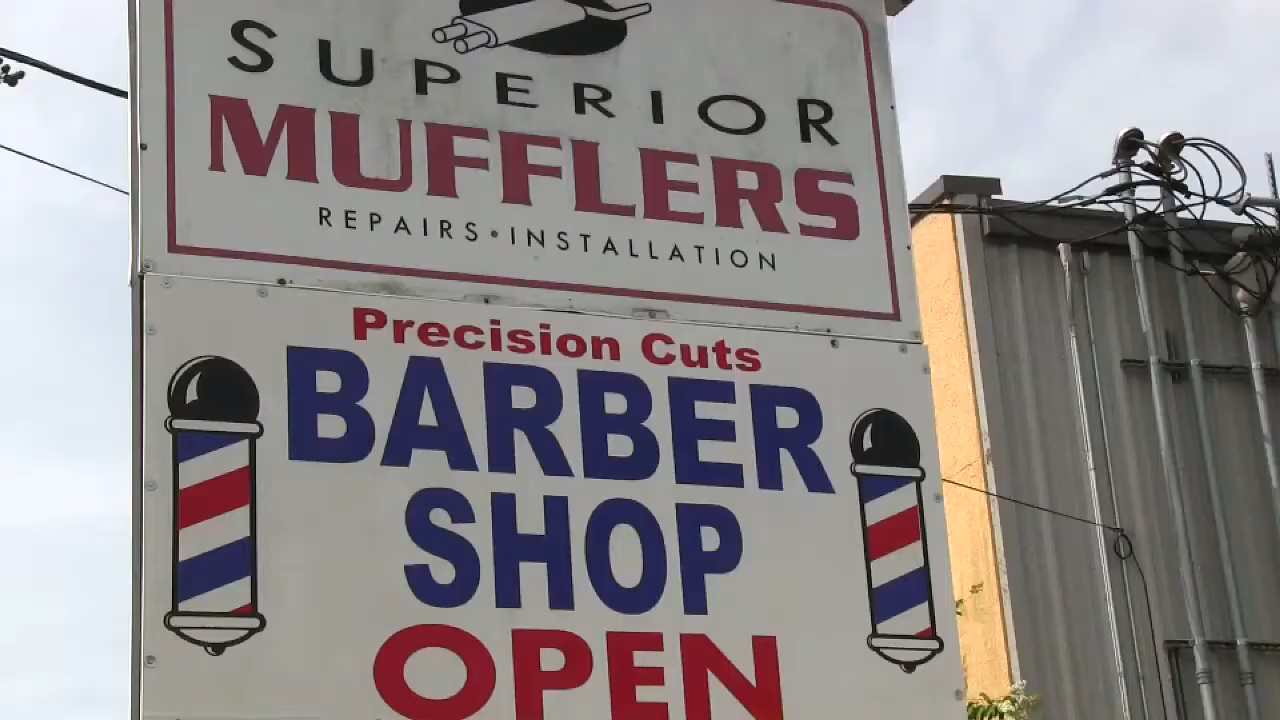 SUPERIOR
MUFFLERS
REPAIRS•INSTALLATION
Precision Cuts
BARBER
SHOP
OPEN